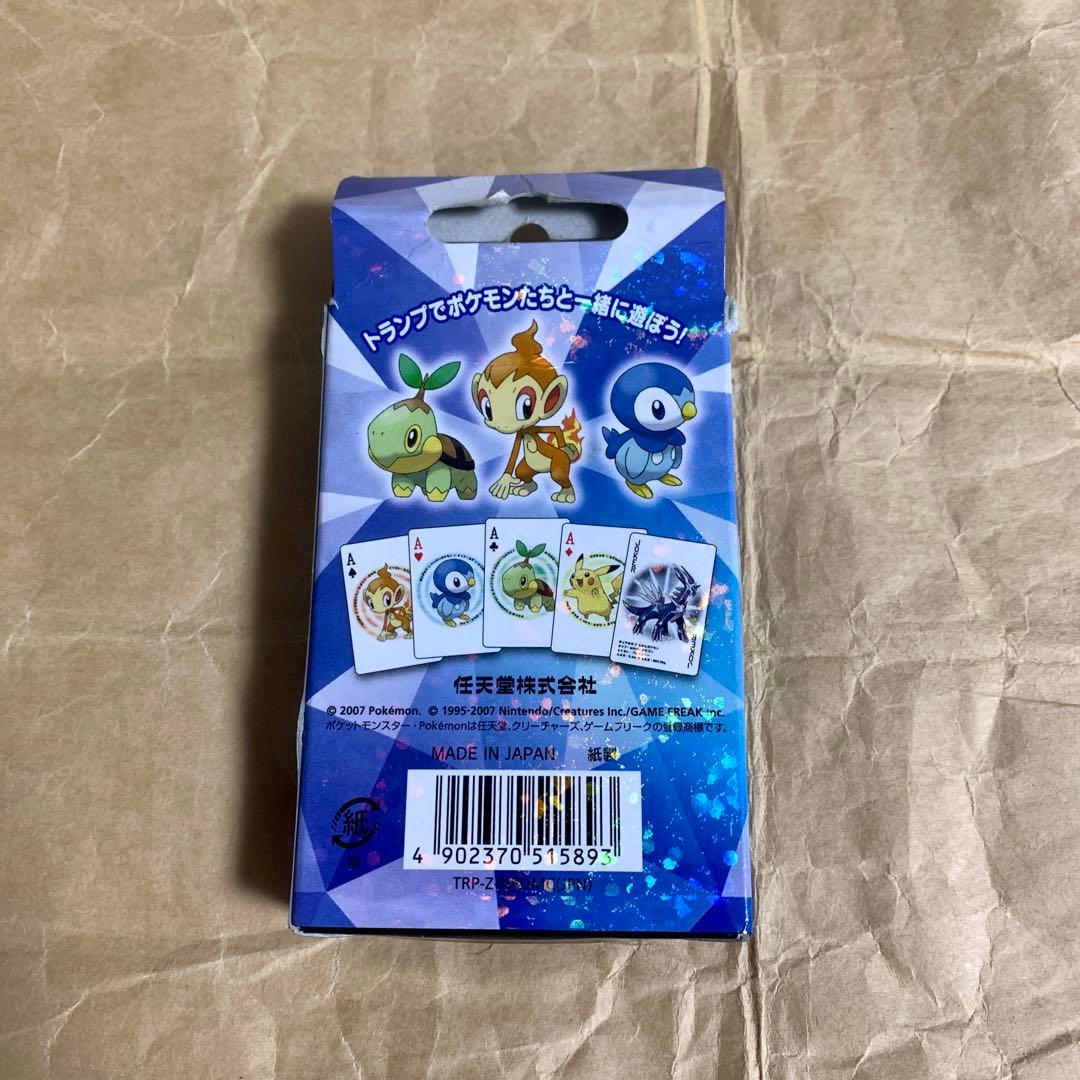 トランプでポケモンたちと一緒に遊ぼう!
A
A
A
A
JOKER
JOKER
任天堂株式会社
© 2007 Pokémon. © 1995-2007 Nintendo/Creatures Inc./GAME FREAK inc.
ポケットモンスター・Pokémonは任天堂、クリーチャーズ、ゲームフリークの登録商標です。
MADE IN JAPAN 紙製
紙
4 902370 515893
(JPN)